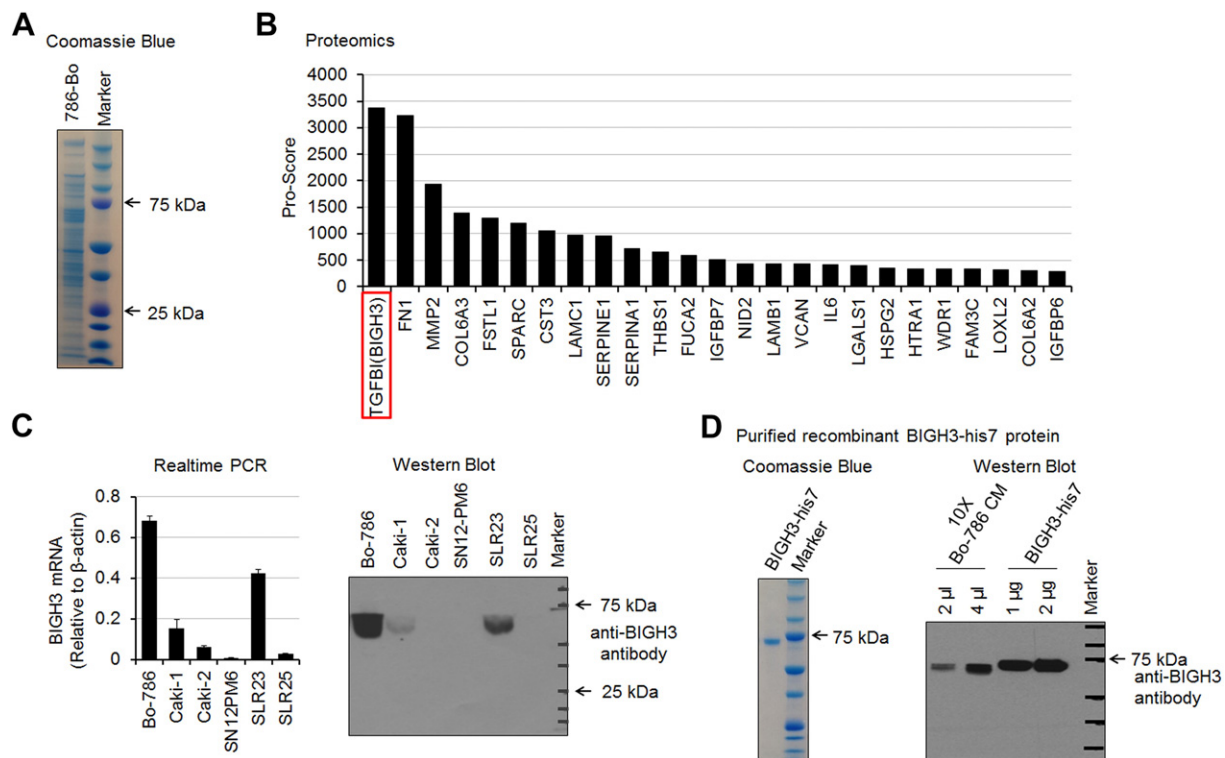 A
Coomassie Blue
786-Bo
Marker
75 kDa
25 kDa
B
Proteomics
Pro-Score
4000
3500
3000
2500
2000
1500
1000
500
0
TGFBI(BIGH3)
FN1
MMP2
COL6A3
FSTL1
SPARC
CST3
LAMC1
SERPINE1
SERPINA1
THBS1
FUCA2
IGFBP7
NID2
LAMB1
VCAN
IL6
LGALS1
HSPG2
HTRA1
WDR1
FAM3C
LOXL2
COL6A2
IGFBP6
C
Realtime PCR
BIGH3 mRNA
(Relative to β-actin)
0.8
0.6
0.4
0.2
0
Bo-786
Caki-1
Caki-2
SN12PM6
SLR23
SLR25
Western Blot
Bo-786
Caki-1
Caki-2
SN12-PM6
SLR23
SLR25
Marker
75 kDa
anti-BIGH3
antibody
25 kDa
D
Purified recombinant BIGH3-his7 protein
Coomassie Blue
BIGH3-his7
Marker
75 kDa
Western Blot
10X
Bo-786 CM
BIGH3-his7
2 µl
4 µl
1 µg
2 µg
Marker
75 kDa
anti-BIGH3
antibody